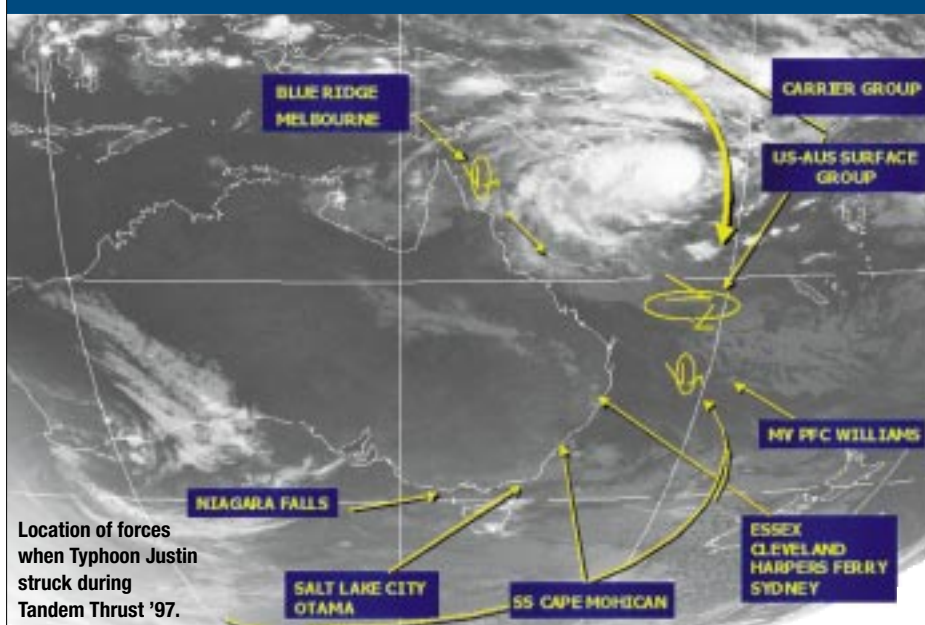 BLUE RIDGE
MELBOURNE
CARRIER GROUP
US-AUS SURFACE
GROUP
MV PFC WILLIAMS
NIAGARA FALLS
ESSEX
CLEVELAND
HARPERS FERRY
SYDNEY
SALT LAKE CITY
OTAMA
SS CAPE MOHICAN
Location of forces
when Typhoon Justin
struck during
Tandem Thrust ’97.